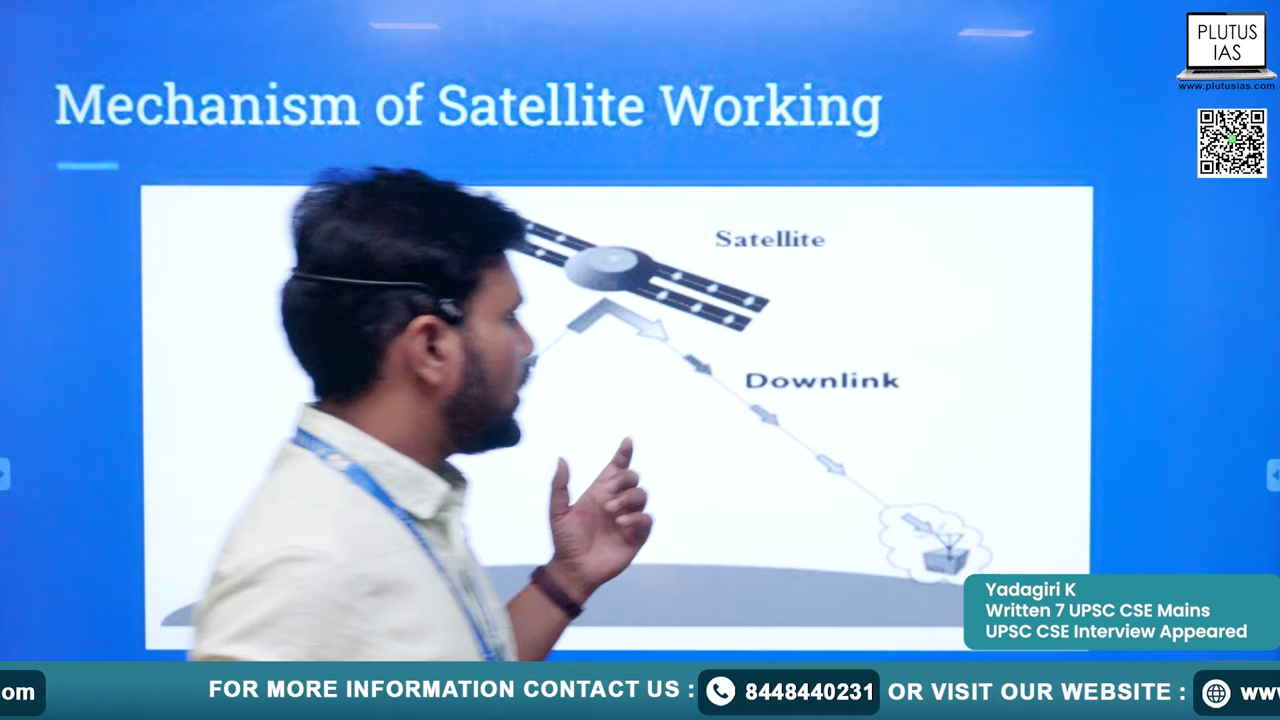 PLUTUS
IAS
www.plutusias.com
Mechanism of Satellite Working
Satellite
Downlink
Yadagiri K
Written 7 UPSC CSE Mains
UPSC CSE Interview Appeared
om
FOR MORE INFORMATION CONTACT US : 8448440231 OR VISIT OUR WEBSITE : www